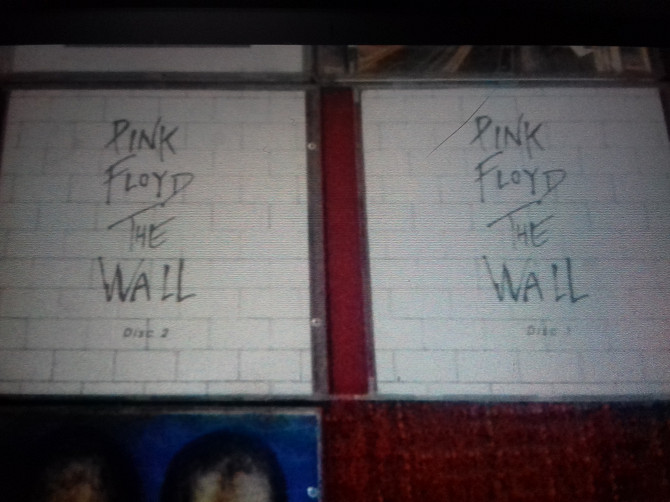 PINK
FLOYD
THE
WALL
Disc 2
PINK
FLOYD
THE
WALL
Disc 1